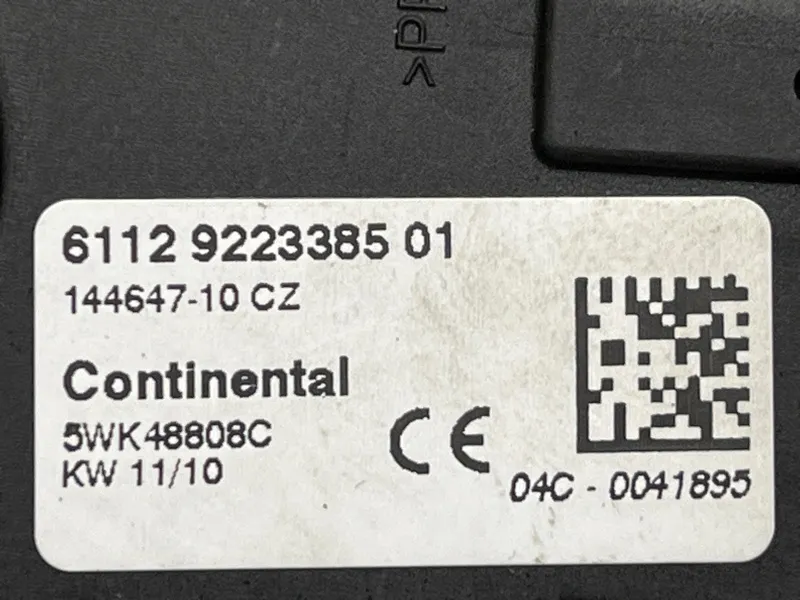 6112 9223385 01
144647-10 CZ
Continental
5WK48808C
KW 11/10
CE
04C - 0041895